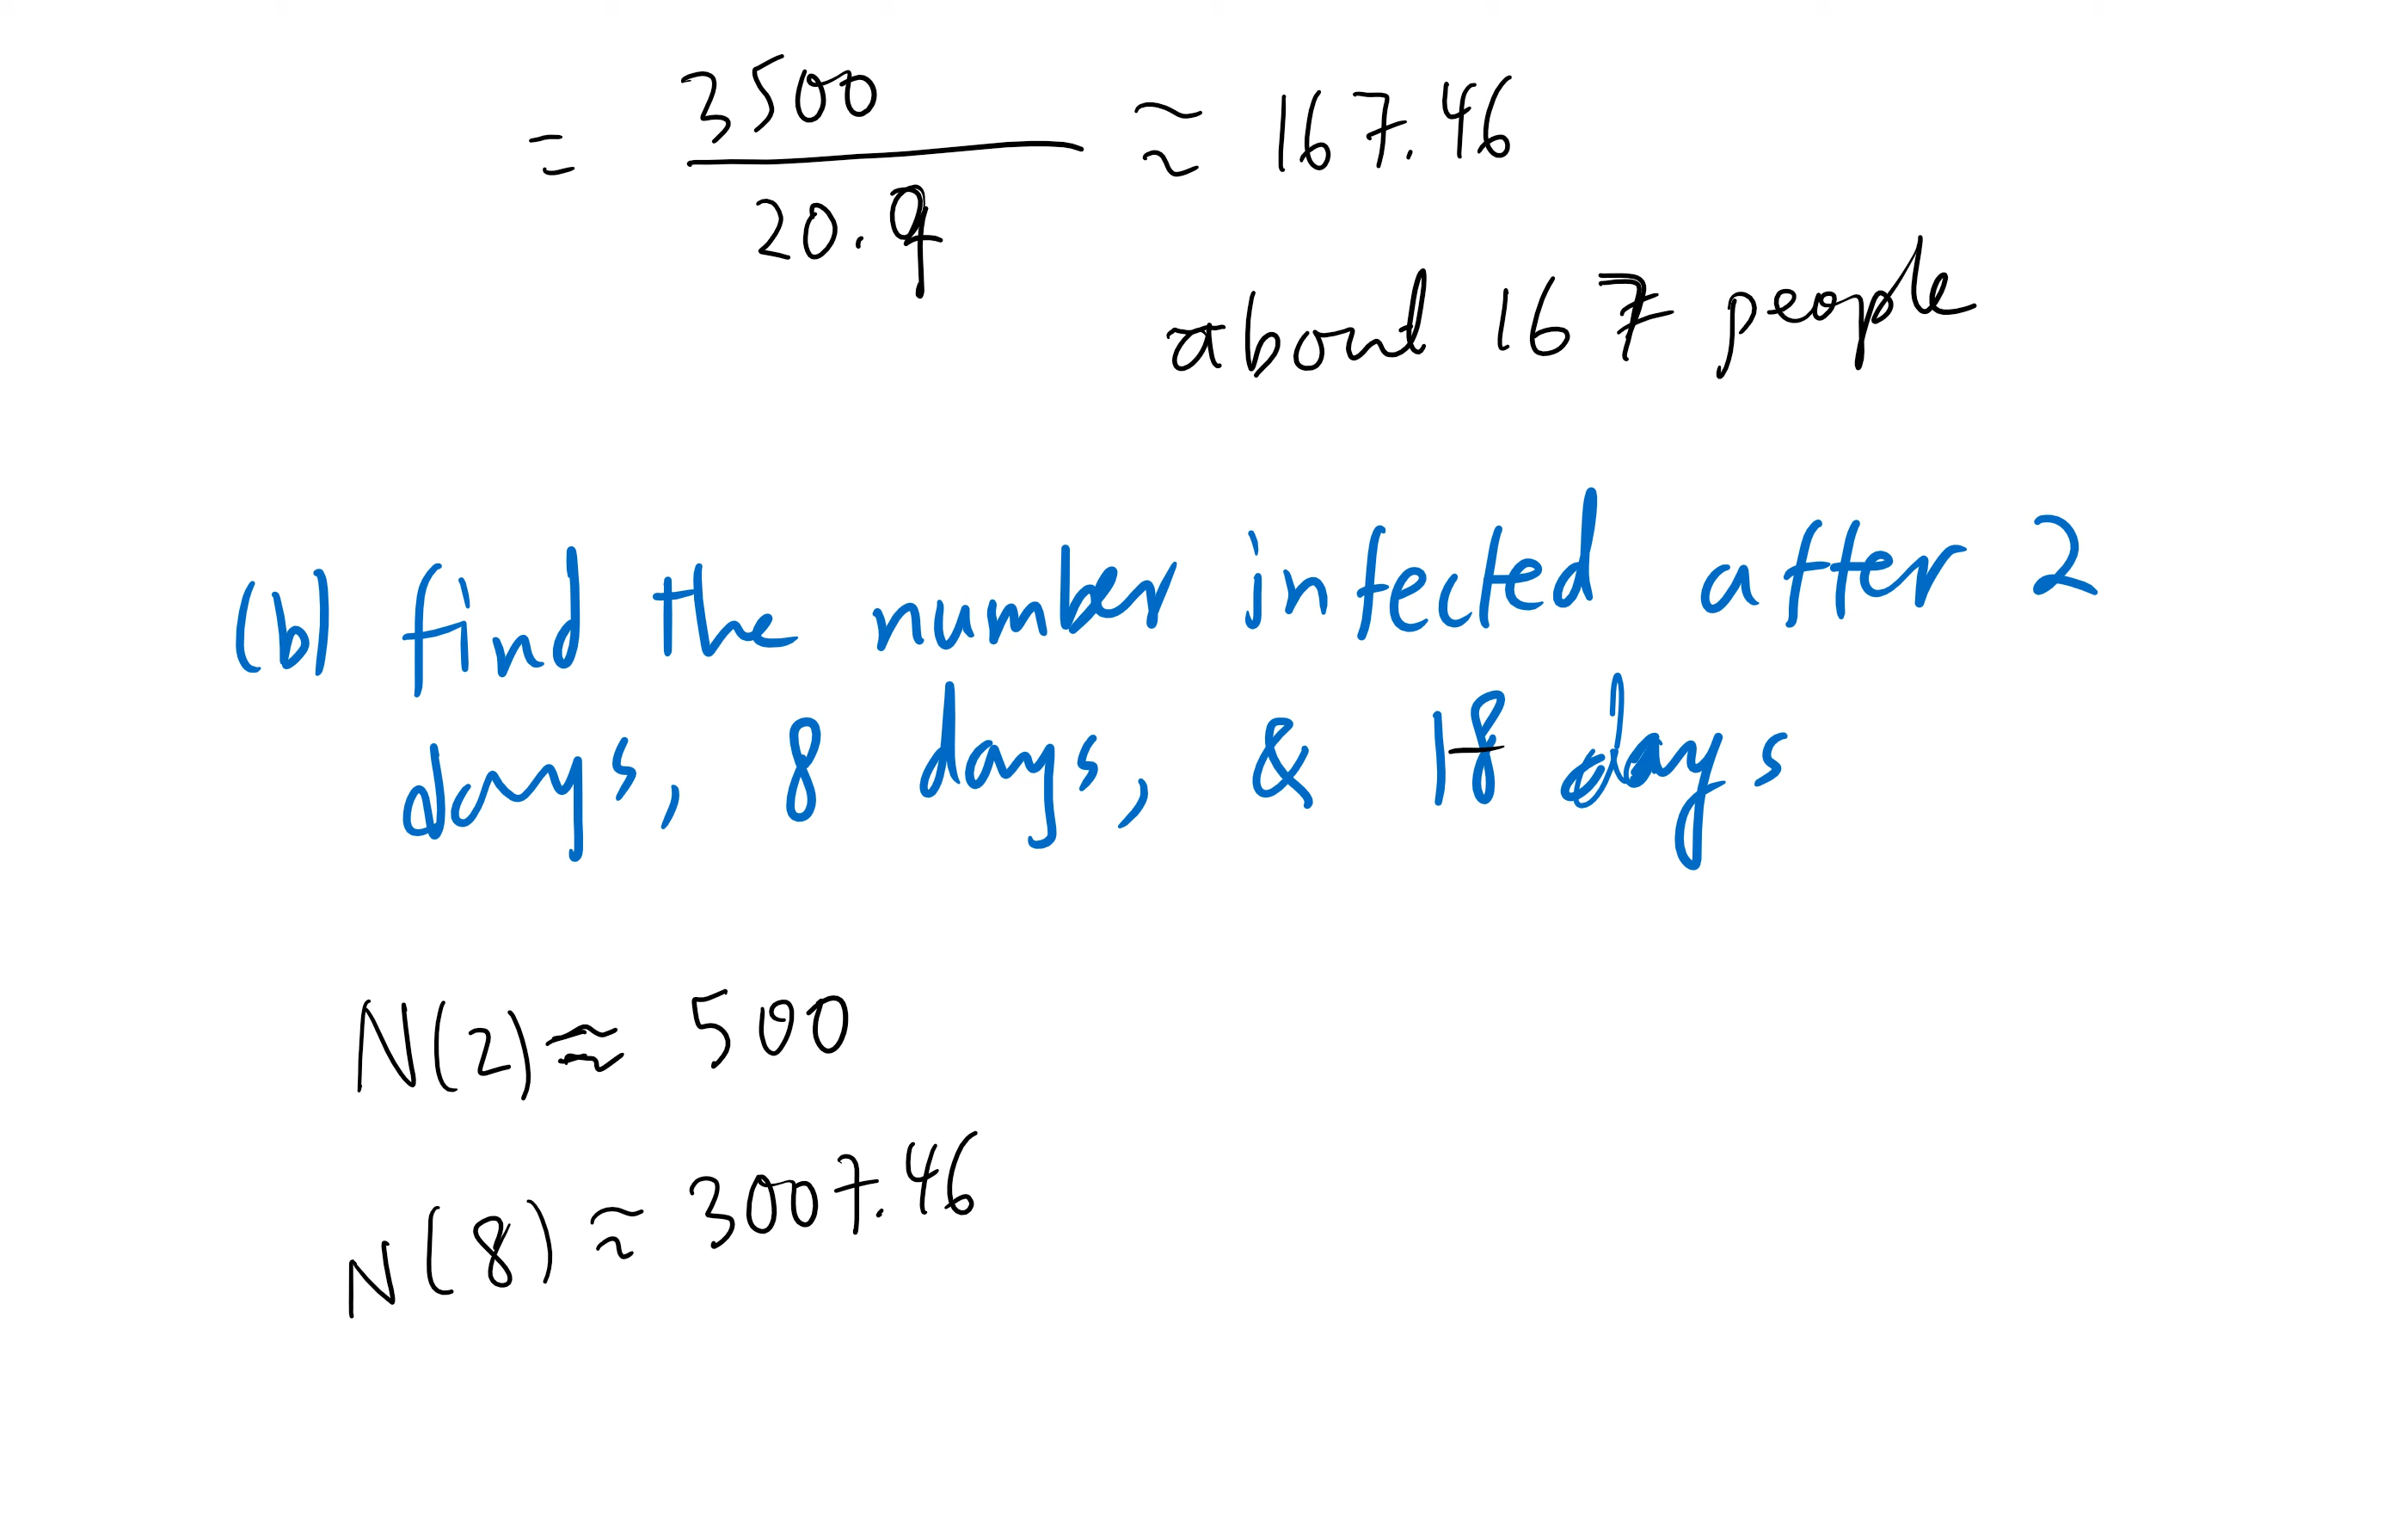 = 3500 / 20.9 ≈ 167.46
about 167 people
(b) find the number infected after 2
days, 8 days, & 18 days
N(2) ≈ 500
N(8) ≈ 3007.46